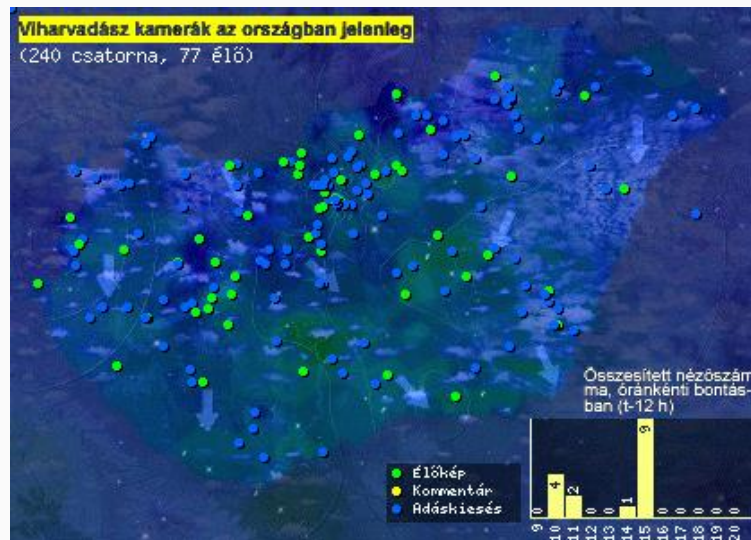 Viharvadász kamerák az országban jelenleg
(240 csatorna, 77 élő)
Összesített nézőszám
ma, óránkénti bontás-
ban (t-12 h)
Élőkép
Kommentár
Adáskiesés
0 4 2 0 0 1 9 0 0 0 0 0
9 10 11 12 13 14 15 16 17 18 19 20